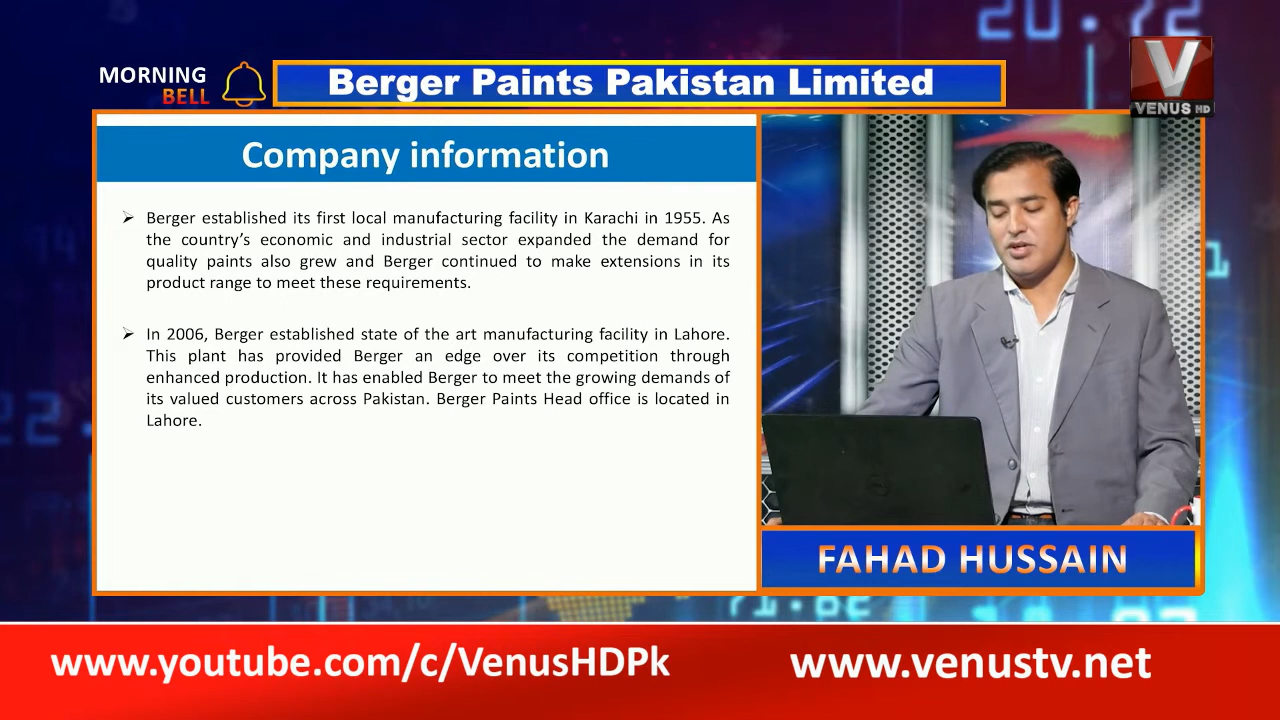 MORNING
BELL
Berger Paints Pakistan Limited
VENUS HD
Company information
➢ Berger established its first local manufacturing facility in Karachi in 1955. As
the country’s economic and industrial sector expanded the demand for
quality paints also grew and Berger continued to make extensions in its
product range to meet these requirements.
➢ In 2006, Berger established state of the art manufacturing facility in Lahore.
This plant has provided Berger an edge over its competition through
enhanced production. It has enabled Berger to meet the growing demands of
its valued customers across Pakistan. Berger Paints Head office is located in
Lahore.
FAHAD HUSSAIN
www.youtube.com/c/VenusHDPk
www.venustv.net
20.72